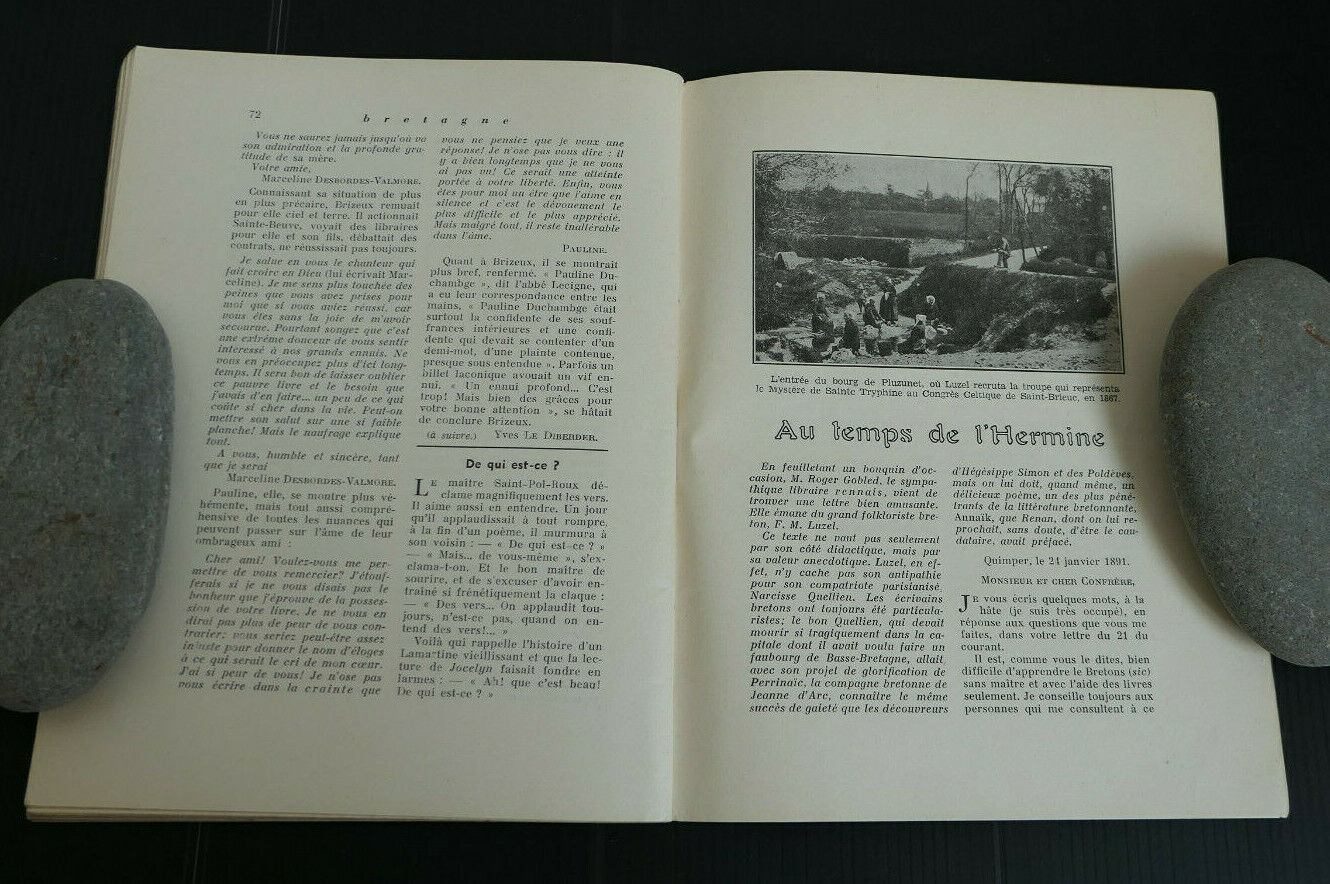 72
bretagne
Vous ne saurez jamais jusqu'où va
son admiration et la profonde gra-
titude de sa mère.
Votre amie,
Marceline DESBORDES-VALMORE.
Connaissant sa situation de plus
en plus précaire, Brizeux remuait
pour elle ciel et terre. Il actionnait
Sainte-Beuve, voyait des libraires
pour elle et son fils, débattait des
contrats, ne réussissait pas toujours.
Je salue en vous le chanteur qui
fait croire en Dieu (lui écrivait Mar-
celine). Je me sens plus touchée des
peines que vous avez prises pour
moi que si vous aviez réussi, car
vous êtes sans la joie de m'avoir
secourue. Pourtant songez que c'est
une extrême douceur de vous sentir
intéressé à nos grands ennuis. Ne
vous en préoccupez plus d'ici long-
temps. Il sera bon de laisser oublier
ce pauvre livre et le besoin que
j'avais d'en faire... un peu de ce qui
coûte si cher dans la vie. Peut-on
mettre son salut sur une si faible
planche! Mais le naufrage explique
tout.
A vous, humble et sincère, tant
que je serai
Marceline DESBORDES-VALMORE.
Pauline, elle, se montre plus vé-
hémente, mais tout aussi compré-
hensive de toutes les nuances qui
peuvent passer sur l'âme de leur
ombrageux ami :
Cher ami! Voulez-vous me per-
mettre de vous remercier? J'étouf-
ferais si je ne vous disais pas le
bonheur que j'éprouve de la posses-
sion de votre livre. Je ne vous en
dirai pas plus de peur de vous con-
trarier; vous seriez peut-être assez
injuste pour donner le nom d'éloges
à ce qui serait le cri de mon cœur.
J'ai si peur de vous! Je n'ose pas
vous écrire dans la crainte que
vous ne pensiez que je veux une
réponse! Je n'ose pas vous dire : il
y a bien longtemps que je ne vous
ai pas vu! Ce serait une atteinte
portée à votre liberté. Enfin, vous
êtes pour moi un être que j'aime en
silence et c'est le dévouement le
plus difficile et le plus apprécié.
Mais malgré tout, il reste inaltérable
dans l'âme.
PAULINE.
Quant à Brizeux, il se montrait
plus bref, renfermé. « Pauline Du-
chambge », dit l'abbé Lecigne, qui
a eu leur correspondance entre les
mains, « Pauline Duchambge était
surtout la confidente de ses souf-
frances intérieures et une confi-
dente qui devait se contenter d'un
demi-mot, d'une plainte contenue,
presque sous entendue ». Parfois un
billet laconique avouait un vif en-
nui. « Un ennui profond... C'est
trop! Mais bien des grâces pour
votre bonne attention », se hâtait
de conclure Brizeux.
(à suivre.) Yves LE DIBERDER.
De qui est-ce ?
LE maître Saint-Pol-Roux dé-
clame magnifiquement les vers.
Il aime aussi en entendre. Un jour
qu'il applaudissait à tout rompre,
à la fin d'un poème, il murmura à
son voisin : — « De qui est-ce ? »
— « Mais... de vous-même », s'ex-
clama-t-on. Et le bon maître de
sourire, et de s'excuser d'avoir en-
traîné si frénétiquement la claque :
— « Des vers... On applaudit tou-
jours, n'est-ce pas, quand on en-
tend des vers!... »
Voilà qui rappelle l'histoire d'un
Lamartine vieillissant et que la lec-
ture de Jocelyn faisait fondre en
larmes : — « Ah! que c'est beau!
De qui est-ce ? »
L'entrée du bourg de Pluzunet, où Luzel recruta la troupe qui représenta
le Mystère de Sainte Tryphine au Congrès Celtique de Saint-Brieuc, en 1867.
Au temps de l'Hermine
En feuilletant un bouquin d'oc-
casion, M. Roger Gobled, le sympa-
thique libraire rennais, vient de
trouver une lettre bien amusante.
Elle émane du grand folkloriste bre-
ton, F. M. Luzel.
Ce texte ne vaut pas seulement
par son côté didactique, mais par
sa valeur anecdotique. Luzel, en ef-
fet, n'y cache pas son antipathie
pour son compatriote parisianisé
Narcisse Quellien. Les écrivains
bretons ont toujours été particula-
ristes; le bon Quellien, qui devait
mourir si tragiquement dans la ca-
pitale dont il avait voulu faire un
faubourg de Basse-Bretagne, allait
avec son projet de glorification de
Perrinaïc, la compagne bretonne de
Jeanne d'Arc, connaître le même
succès de gaieté que les découvreurs
d'Hégésippe Simon et des Poldèves,
mais on lui doit, quand même, un
délicieux poème, un des plus péné-
trants de la littérature bretonnante,
Annaïk, que Renan, dont on lui re-
prochait, sans doute, d'être le cau-
dataire, avait préfacé.
Quimper, le 24 janvier 1891.
MONSIEUR ET CHER CONFRÈRE,
JE vous écris quelques mots, à la
hâte (je suis très occupé), en
réponse aux questions que vous me
faites, dans votre lettre du 21 du
courant.
Il est, comme vous le dites, bien
difficile d'apprendre le Bretons (sic)
sans maître et avec l'aide des livres
seulement. Je conseille toujours aux
personnes qui me consultent à ce